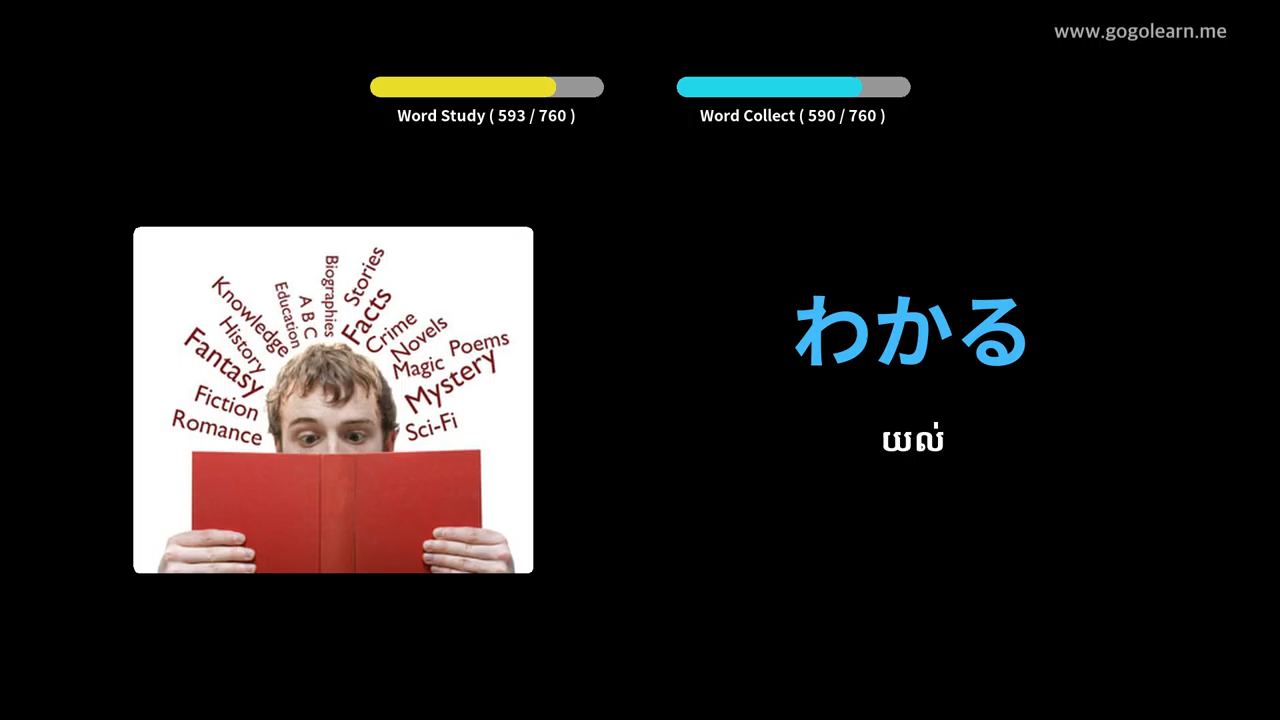 www.gogolearn.me
Word Study ( 593 / 760 )
Word Collect ( 590 / 760 )
Biographies
Stories
Education
A B C
Facts
Knowledge
Crime
History
Novels
Poems
Fantasy
Magic
Mystery
Fiction
Romance
Sci-Fi
わかる
យល់